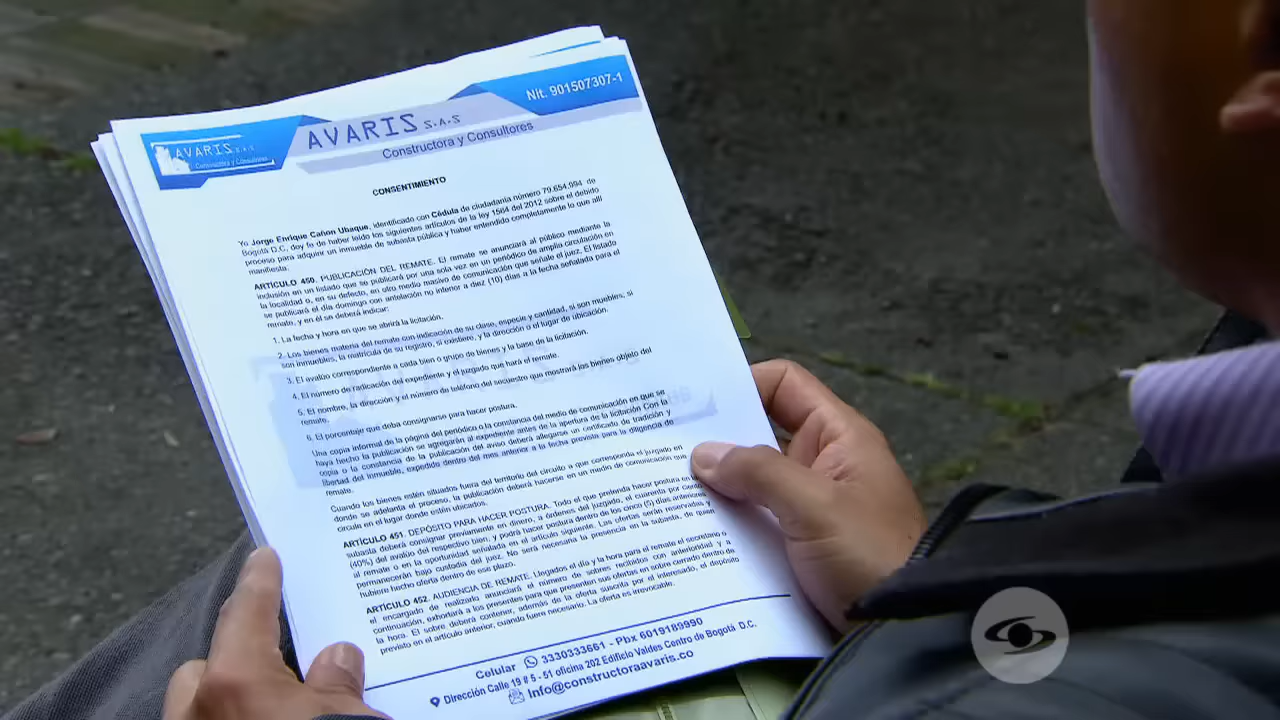 Nit. 901507307-1
AVARIS S.A.S
AVARIS S.A.S
Constructora y Consultores
Constructora y Consultores
CONSENTIMIENTO
Yo Jorge Enrique Cañon Ubaque, identificado con Cédula de ciudadanía número 79.654.094 de
Bogotá D.C, doy fe de haber leído los siguientes artículos de la ley 1564 del 2012 sobre el debido
proceso para adquirir un inmueble de subasta pública y haber entendido completamente lo que allí
manifiesta.
ARTÍCULO 450. PUBLICACIÓN DEL REMATE. El remate se anunciará al público mediante la
inclusión en un listado que se publicará por una sola vez en un periódico de amplia circulación en
la localidad o, en su defecto, en otro medio masivo de comunicación que señale el juez. El listado
se publicará el día domingo con antelación no inferior a diez (10) días a la fecha señalada para el
remate, y en él se deberá indicar:
1. La fecha y hora en que se abrirá la licitación.
2. Los bienes materia del remate con indicación de su clase, especie y cantidad, si son muebles; si
son inmuebles, la matrícula de su registro, si existiere, y la dirección o el lugar de ubicación.
3. El avalúo correspondiente a cada bien o grupo de bienes y la base de la licitación.
4. El número de radicación del expediente y el juzgado que hará el remate.
5. El nombre, la dirección y el número de teléfono del secuestre que mostrará los bienes objeto del
remate.
6. El porcentaje que deba consignarse para hacer postura.
Una copia informal de la página del periódico o la constancia del medio de comunicación en que se
haya hecho la publicación se agregarán al expediente antes de la apertura de la licitación Con la
copia o la constancia de la publicación del aviso deberá allegarse un certificado de tradición y
libertad del inmueble, expedido dentro del mes anterior a la fecha prevista para la diligencia de
remate.
Cuando los bienes estén situados fuera del territorio del circuito a que corresponda el juzgado en
donde se adelanta el proceso, la publicación deberá hacerse en un medio de comunicación que
circule en el lugar donde estén ubicados.
ARTÍCULO 451. DEPÓSITO PARA HACER POSTURA. Todo el que pretenda hacer postura en
subasta deberá consignar previamente en dinero, a órdenes del juzgado, el cuarenta por ciento
(40%) del avalúo del respectivo bien, y podrá hacer postura dentro de los cinco (5) días anteriores
al remate o en la oportunidad señalada en el artículo siguiente. Las ofertas serán reservadas y
permanecerán bajo custodia del juez. No será necesaria la presencia en la subasta, de quien
hubiere hecho oferta dentro de ese plazo.
ARTÍCULO 452. AUDIENCIA DE REMATE. Llegados el día y la hora para el remate el secretario o
el encargado de realizarlo anunciará el número de sobres recibidos con anterioridad y a
continuación, exhortará a los presentes para que presenten sus ofertas en sobre cerrado dentro de
la hora. El sobre deberá contener, además de la oferta suscrita por el interesado, el depósito
previsto en el artículo anterior, cuando fuere necesario. La oferta es irrevocable.
Celular 3330333661 - Pbx 6019189990
Dirección Calle 19 # 5 - 51 oficina 202 Edificio Valdes Centro de Bogotá D.C.
Info@constructoraavaris.co